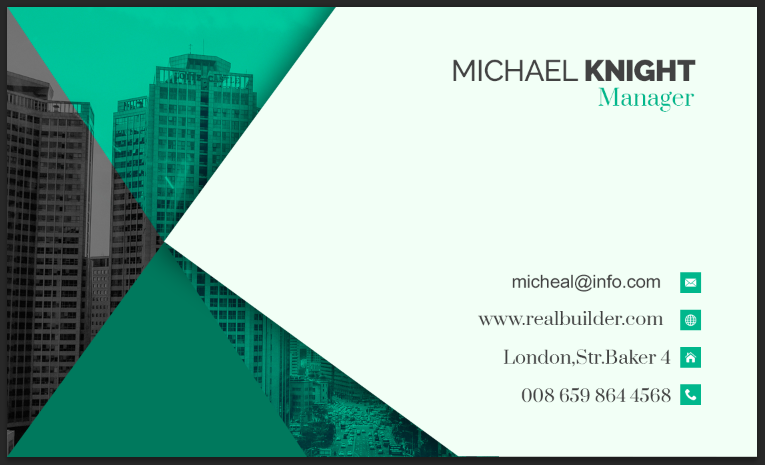 MICHAEL KNIGHT
Manager
micheal@info.com
www.realbuilder.com
London,Str.Baker 4
008 659 864 4568